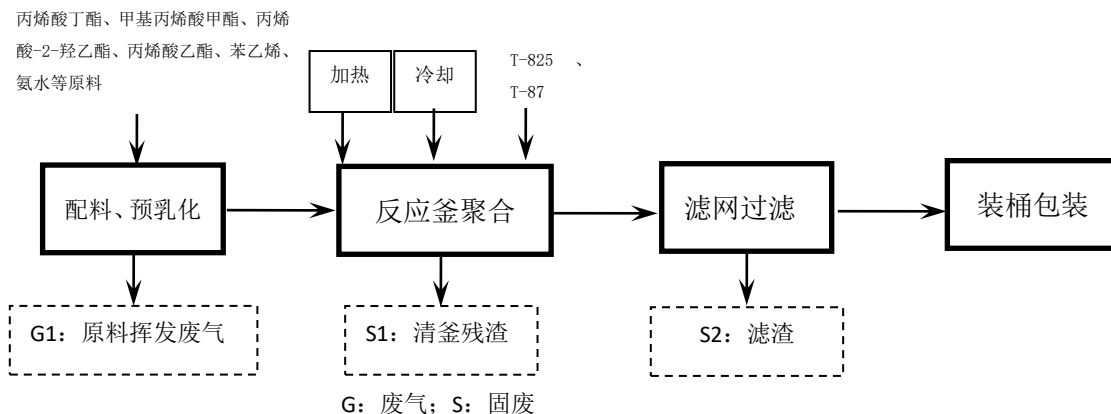 丙烯酸丁酯、甲基丙烯酸甲酯、丙烯
酸-2-羟乙酯、丙烯酸乙酯、苯乙烯、
氨水等原料
加热
冷却
T-825 、
T-87
配料、预乳化
反应釜聚合
滤网过滤
装桶包装
G1：原料挥发废气
S1：清釜残渣
S2：滤渣
G：废气；S：固废